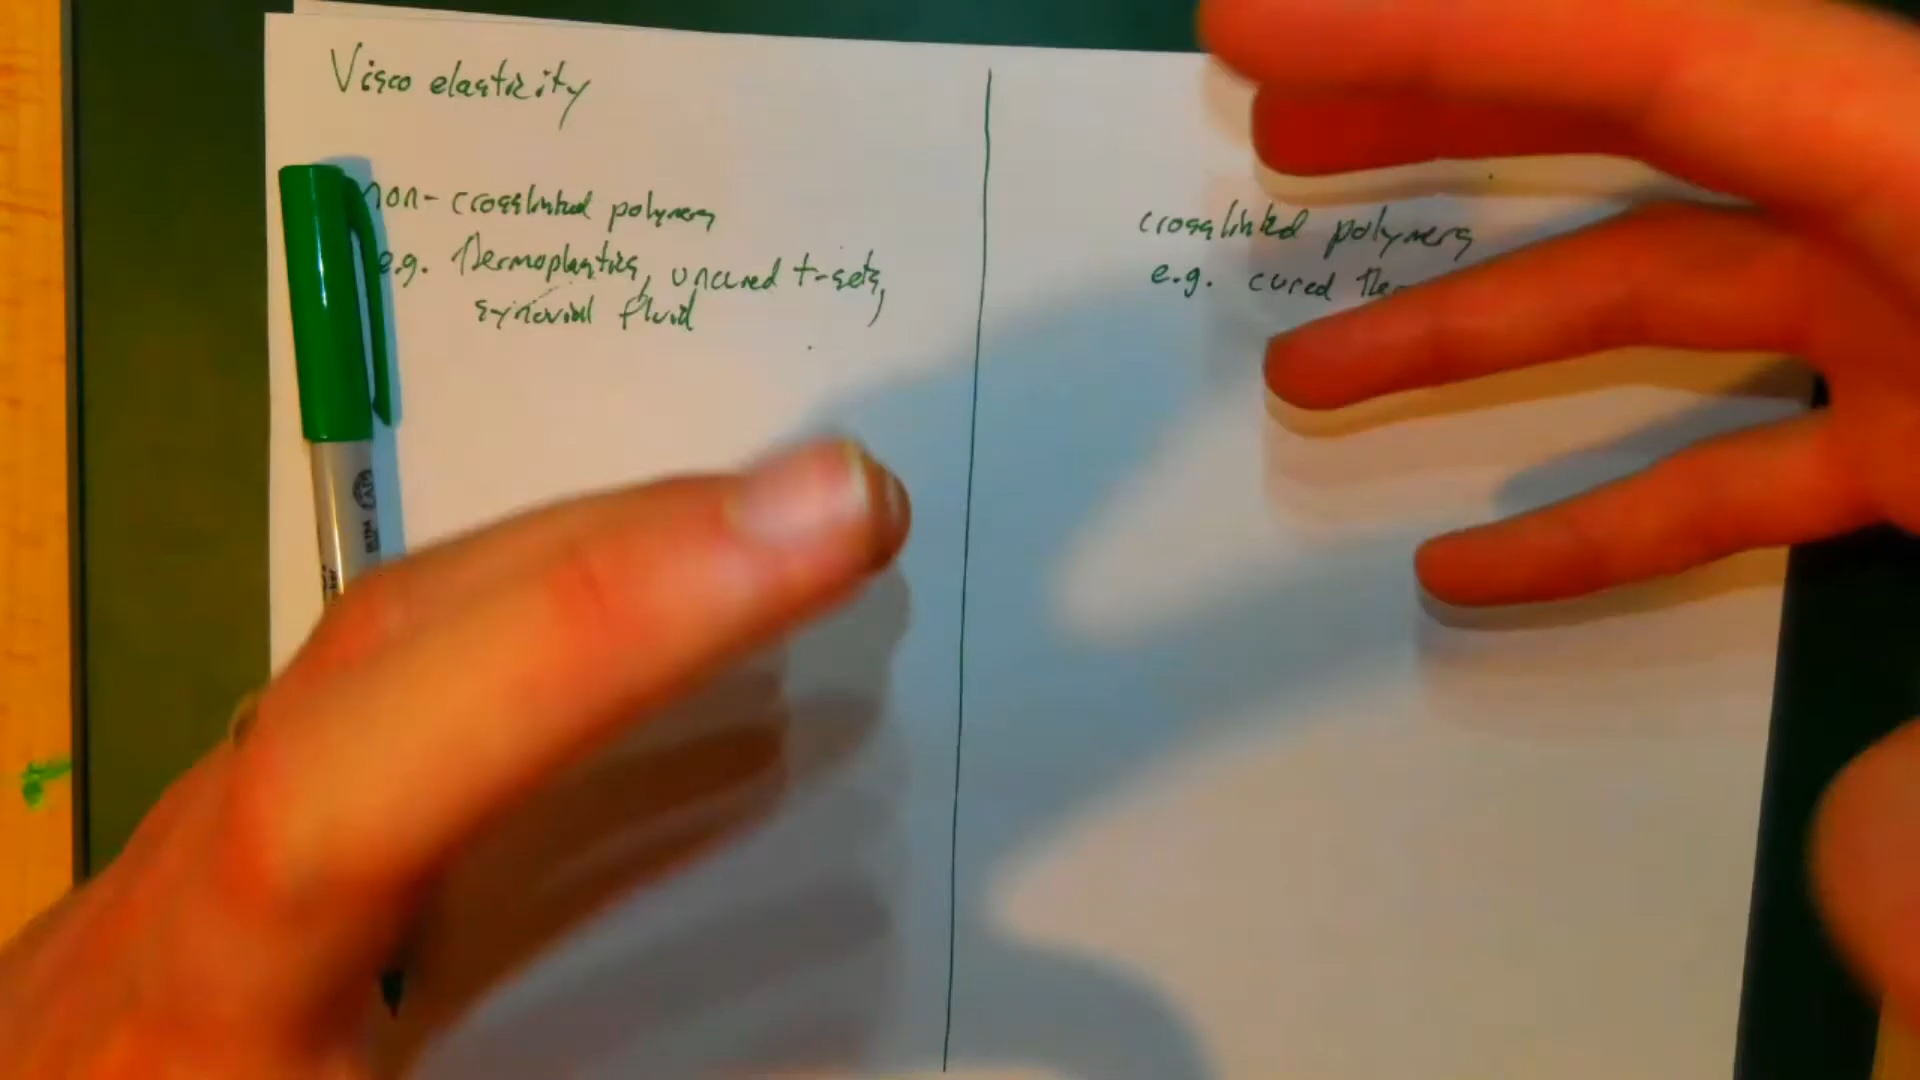 Visco elasticity
non-crosslinked polymers
e.g. thermoplastics, uncured t-sets,
synovial fluid
crosslinked polymers
e.g. cured